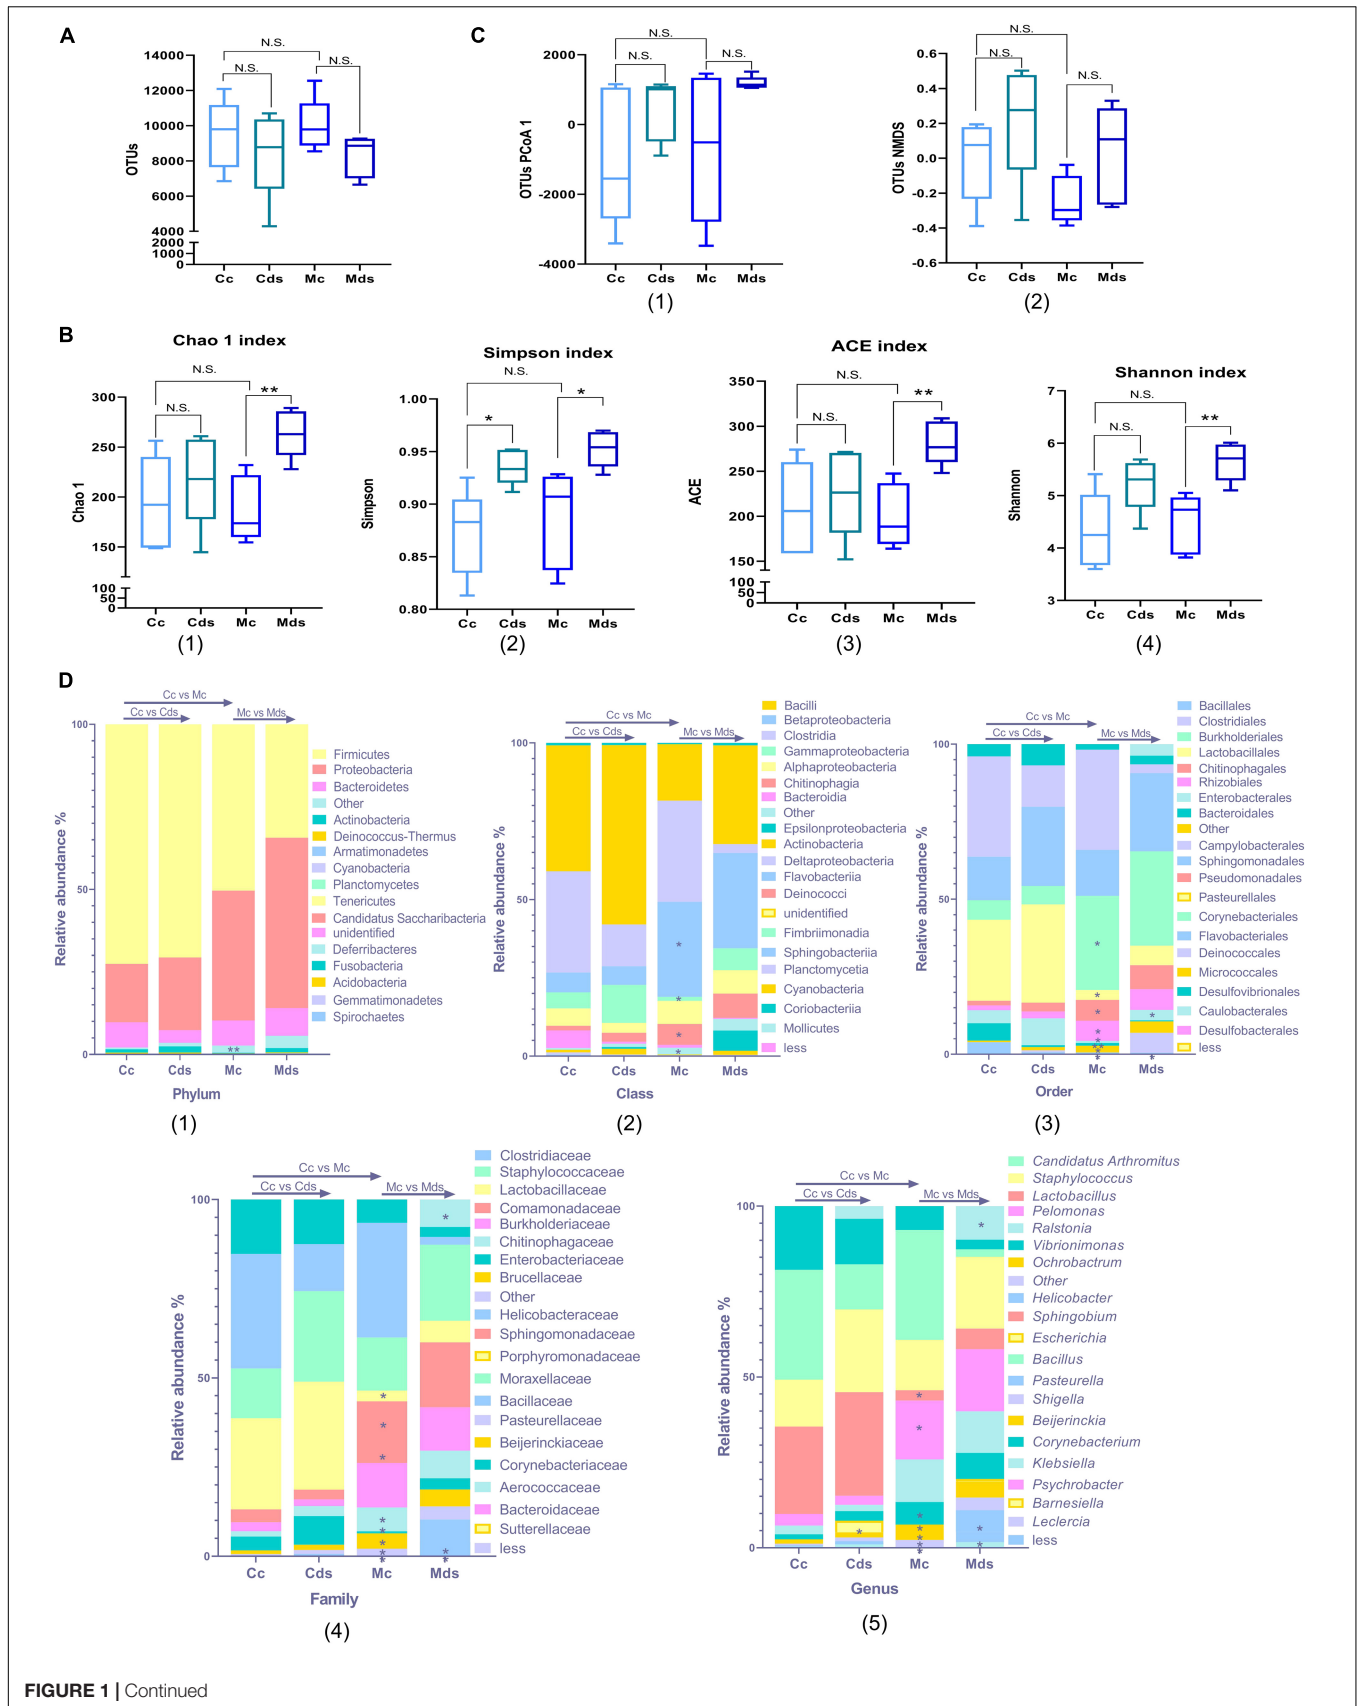 A
OTUs
14000
12000
10000
8000
6000
4000
2000
1000
0
N.S.
N.S.
N.S.
Cc Cds Mc Mds
C
OTUs PCoA 1
2000
0
-2000
-4000
N.S.
N.S.
N.S.
Cc Cds Mc Mds
(1)
OTUs NMDS
0.6
0.4
0.2
0.0
-0.2
-0.4
-0.6
N.S.
N.S.
N.S.
Cc Cds Mc Mds
(2)
B
Chao 1 index
Chao 1
300
250
200
150
100
50
0
N.S.
N.S.
**
Cc Cds Mc Mds
(1)
Simpson index
Simpson
1.00
0.95
0.90
0.85
0.80
N.S.
*
*
Cc Cds Mc Mds
(2)
ACE index
ACE
350
300
250
200
150
100
50
0
N.S.
N.S.
**
Cc Cds Mc Mds
(3)
Shannon index
Shannon
7
6
5
4
3
N.S.
N.S.
**
Cc Cds Mc Mds
(4)
D
Cc vs Mc
Cc vs Cds
Mc vs Mds
Relative abundance %
100
50
0
**
Cc Cds Mc Mds
Phylum
(1)
Firmicutes
Proteobacteria
Bacteroidetes
Other
Actinobacteria
Deinococcus-Thermus
Armatimonadetes
Cyanobacteria
Planctomycetes
Tenericutes
Candidatus Saccharibacteria
unidentified
Deferribacteres
Fusobacteria
Acidobacteria
Gemmatimonadetes
Spirochaetes
Cc vs Mc
Cc vs Cds
Mc vs Mds
Relative abundance %
100
50
0
*
*
*
*
Cc Cds Mc Mds
Class
(2)
Bacilli
Betaproteobacteria
Clostridia
Gammaproteobacteria
Alphaproteobacteria
Chitinophagia
Bacteroidia
Other
Epsilonproteobacteria
Actinobacteria
Deltaproteobacteria
Flavobacteriia
Deinococci
unidentified
Fimbriimonadia
Sphingobacteriia
Planctomycetia
Cyanobacteria
Coriobacteriia
Mollicutes
less
Cc vs Mc
Cc vs Cds
Mc vs Mds
Relative abundance %
100
50
0
*
*
*
*
*
**
*
*
*
*
Cc Cds Mc Mds
Order
(3)
Bacillales
Clostridiales
Burkholderiales
Lactobacillales
Chitinophagales
Rhizobiales
Enterobacterales
Bacteroidales
Other
Campylobacterales
Sphingomonadales
Pseudomonadales
Pasteurellales
Corynebacteriales
Flavobacteriales
Deinococcales
Micrococcales
Desulfovibrionales
Caulobacterales
Desulfobacterales
less
Cc vs Mc
Cc vs Cds
Mc vs Mds
Relative abundance %
100
50
0
*
*
*
*
*
*
*
*
*
*
*
Cc Cds Mc Mds
Family
(4)
Clostridiaceae
Staphylococcaceae
Lactobacillaceae
Comamonadaceae
Burkholderiaceae
Chitinophagaceae
Enterobacteriaceae
Brucellaceae
Other
Helicobacteraceae
Sphingomonadaceae
Porphyromonadaceae
Moraxellaceae
Bacillaceae
Pasteurellaceae
Beijerinckiaceae
Corynebacteriaceae
Aerococcaceae
Bacteroidaceae
Sutterellaceae
less
Cc vs Mc
Cc vs Cds
Mc vs Mds
Relative abundance %
100
50
0
*
*
*
*
*
*
*
*
*
*
*
Cc Cds Mc Mds
Genus
(5)
Candidatus Arthromitus
Staphylococcus
Lactobacillus
Pelomonas
Ralstonia
Vibrionimonas
Ochrobactrum
Other
Helicobacter
Sphingobium
Escherichia
Bacillus
Pasteurella
Shigella
Beijerinckia
Corynebacterium
Klebsiella
Psychrobacter
Barnesiella
Leclercia
less
FIGURE 1 | Continued